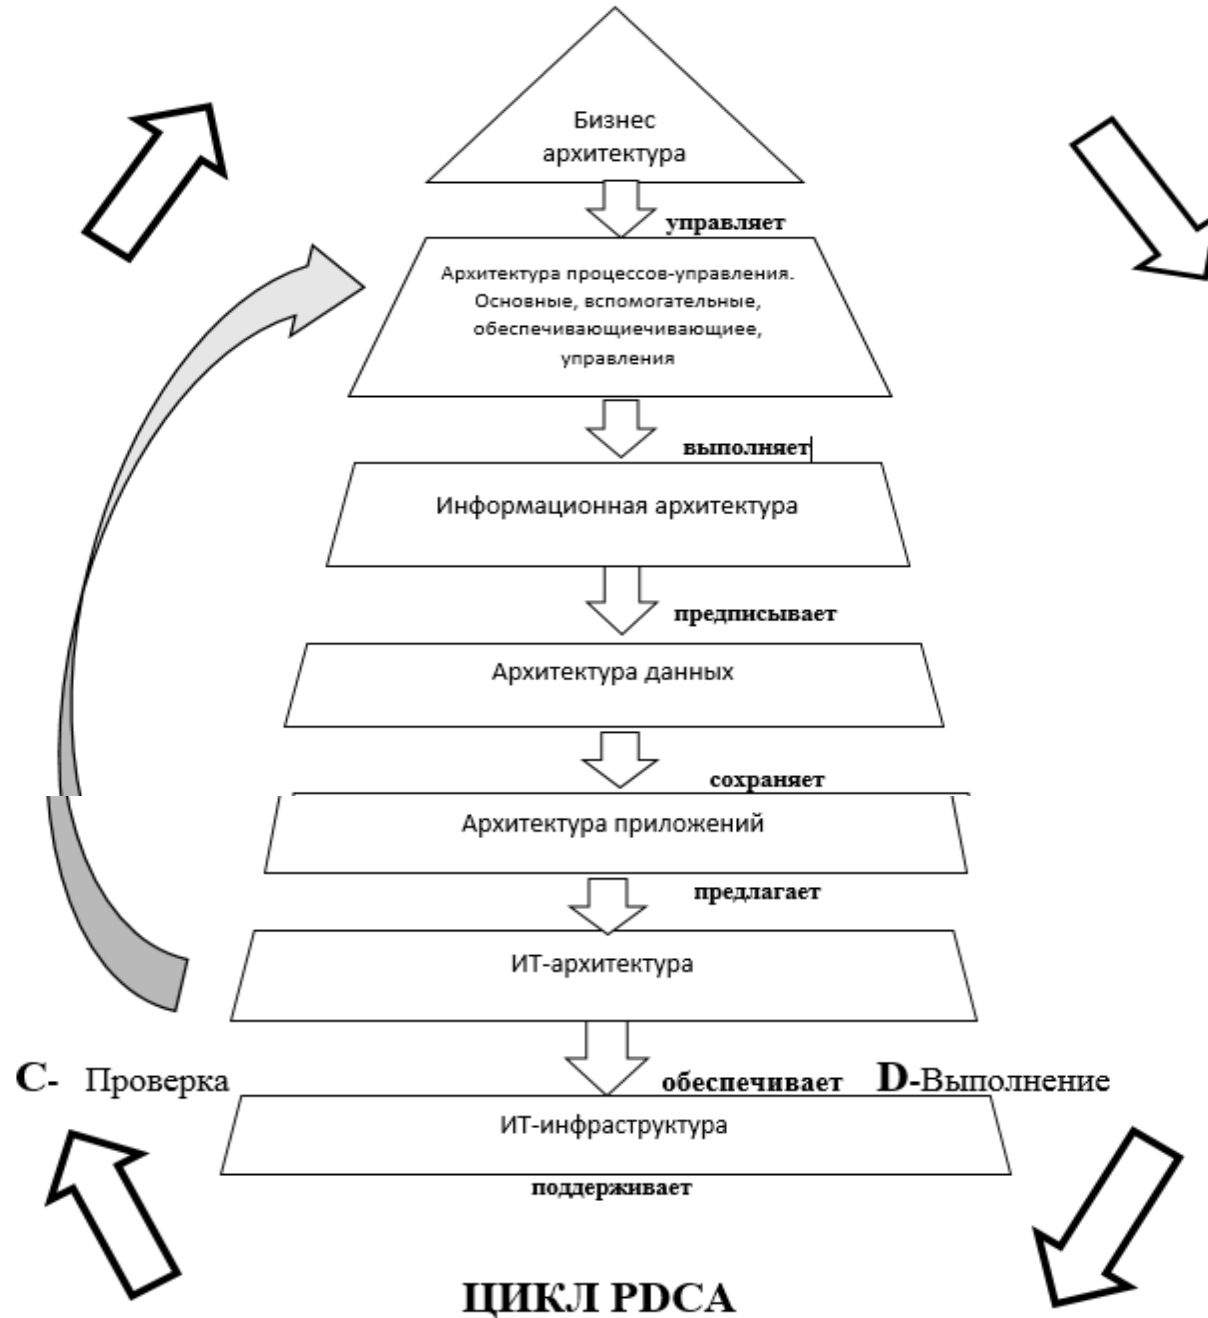 Бизнес
архитектура
управляет
Архитектура процессов-управления.
Основные, вспомогательные,
обеспечивающиечивающиее,
управления
выполняет
Информационная архитектура
предписывает
Архитектура данных
сохраняет
Архитектура приложений
предлагает
ИТ-архитектура
С- Проверка
обеспечивает
D-Выполнение
ИТ-инфраструктура
поддерживает
ЦИКЛ PDCA